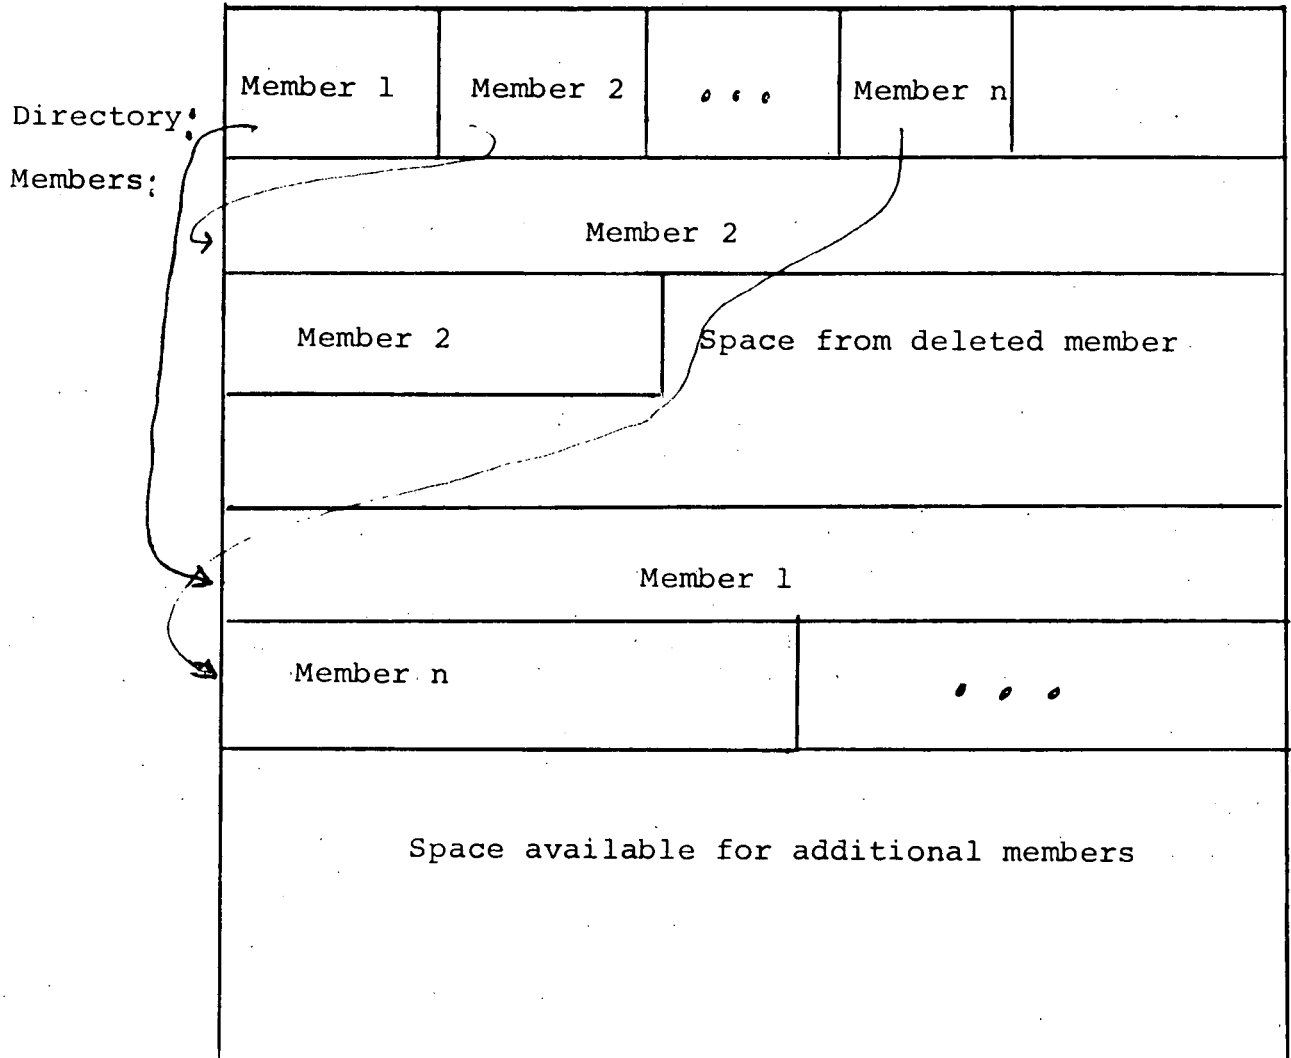 Member 1 Member 2 ... Member n
Directory:
Members:
Member 2
Member 2 Space from deleted member
Member 1
Member n ...
Space available for additional members